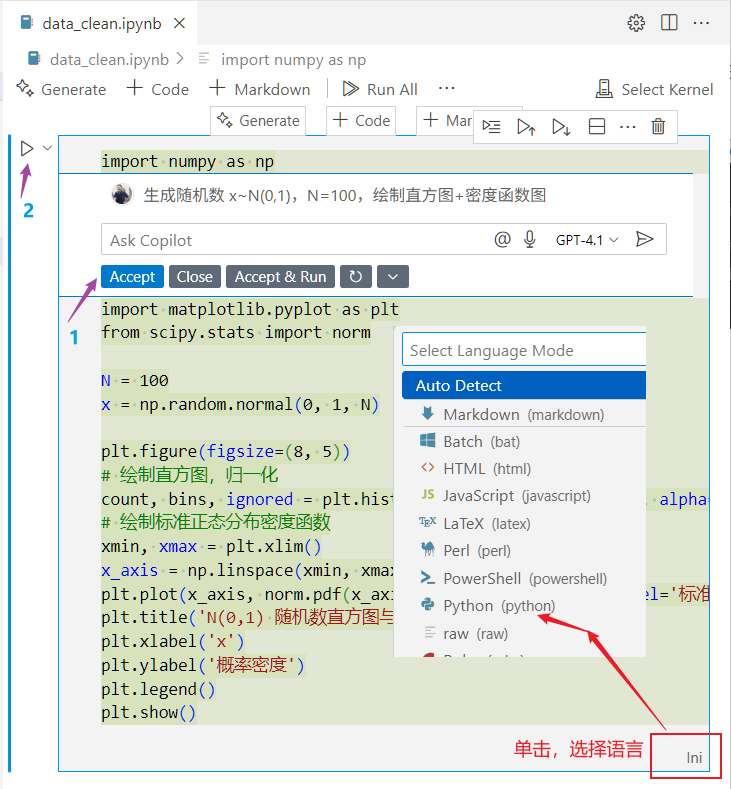 data_clean.ipynb
data_clean.ipynb > import numpy as np
Generate + Code + Markdown Run All ... Select Kernel
Generate + Code + Mar
import numpy as np
2
生成随机数 x~N(0,1)，N=100，绘制直方图+密度函数图
Ask Copilot @ GPT-4.1
Accept Close Accept & Run
1
import matplotlib.pyplot as plt
from scipy.stats import norm
N = 100
x = np.random.normal(0, 1, N)
plt.figure(figsize=(8, 5))
# 绘制直方图，归一化
count, bins, ignored = plt.hist , alpha=
# 绘制标准正态分布密度函数
xmin, xmax = plt.xlim()
x_axis = np.linspace(xmin, xmax
plt.plot(x_axis, norm.pdf(x_axi el='标准
plt.title('N(0,1) 随机数直方图与
plt.xlabel('x')
plt.ylabel('概率密度')
plt.legend()
plt.show()
Select Language Mode
Auto Detect
Markdown (markdown)
Batch (bat)
HTML (html)
JS JavaScript (javascript)
TEX LaTeX (latex)
Perl (perl)
PowerShell (powershell)
Python (python)
raw (raw)
单击，选择语言
Ini